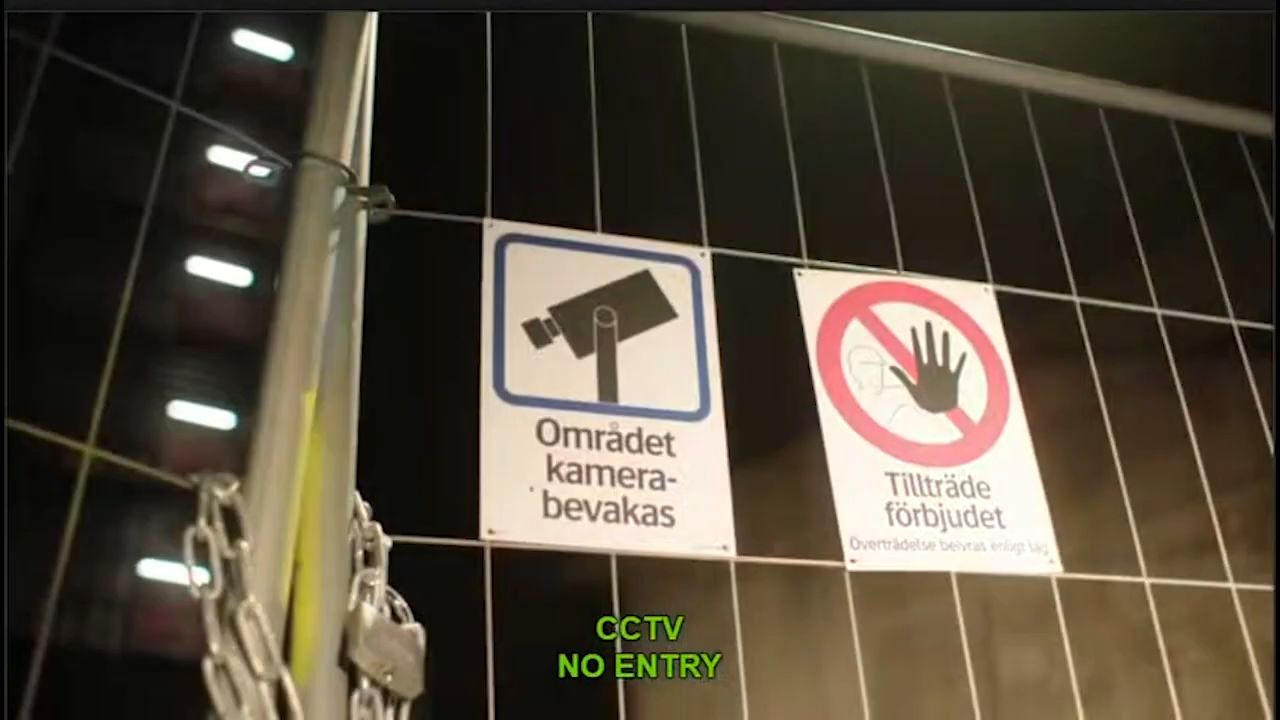 Området
kamera-
bevakas
Tillträde
förbjudet
Överträdelse beivras enligt lag
CCTV
NO ENTRY